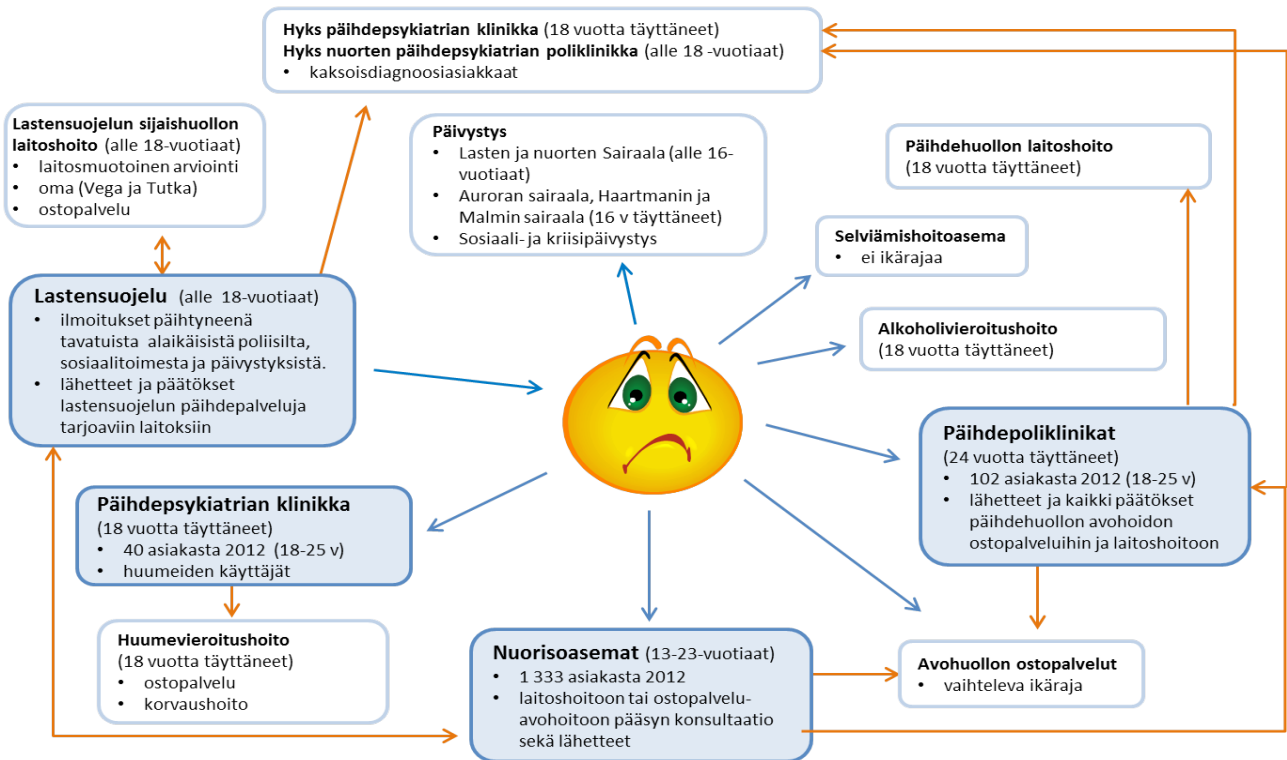 Hyks päihdepsykiatrian klinikka (18 vuotta täyttäneet)
Hyks nuorten päihdepsykiatrian poliklinikka (alle 18 -vuotiaat)
• kaksoisdiagnoosiasiakkaat
Lastensuojelun sijaishuollon
laitoshoito (alle 18-vuotiaat)
• laitosmuotoinen arviointi
• oma (Vega ja Tutka)
• ostopalvelu
Päivystys
• Lasten ja nuorten Sairaala (alle 16-
vuotiaat)
• Auroran sairaala, Haartmanin ja
Malmin sairaala (16 v täyttäneet)
• Sosiaali- ja kriisipäivystys
Päihdehuollon laitoshoito
(18 vuotta täyttäneet)
Selviämishoitoasema
• ei ikärajaa
Alkoholivieroitushoito
(18 vuotta täyttäneet)
Lastensuojelu (alle 18-vuotiaat)
• ilmoitukset päihtyneenä
tavatuista alaikäisistä poliisilta,
sosiaalitoimesta ja päivystyksistä.
• lähetteet ja päätökset
lastensuojelun päihdepalveluja
tarjoaviin laitoksiin
Päihdepoliklinikat
(24 vuotta täyttäneet)
• 102 asiakasta 2012 (18-25 v)
• lähetteet ja kaikki päätökset
päihdehuollon avohoidon
ostopalveluihin ja laitoshoitoon
Päihdepsykiatrian klinikka
(18 vuotta täyttäneet)
• 40 asiakasta 2012 (18-25 v)
• huumeiden käyttäjät
Huumevieroitushoito
(18 vuotta täyttäneet)
• ostopalvelu
• korvaushoito
Nuorisoasemat (13-23-vuotiaat)
• 1 333 asiakasta 2012
• laitoshoitoon tai ostopalvelu-
avohoitoon pääsyn konsultaatio
sekä lähetteet
Avohuollon ostopalvelut
• vaihteleva ikäraja